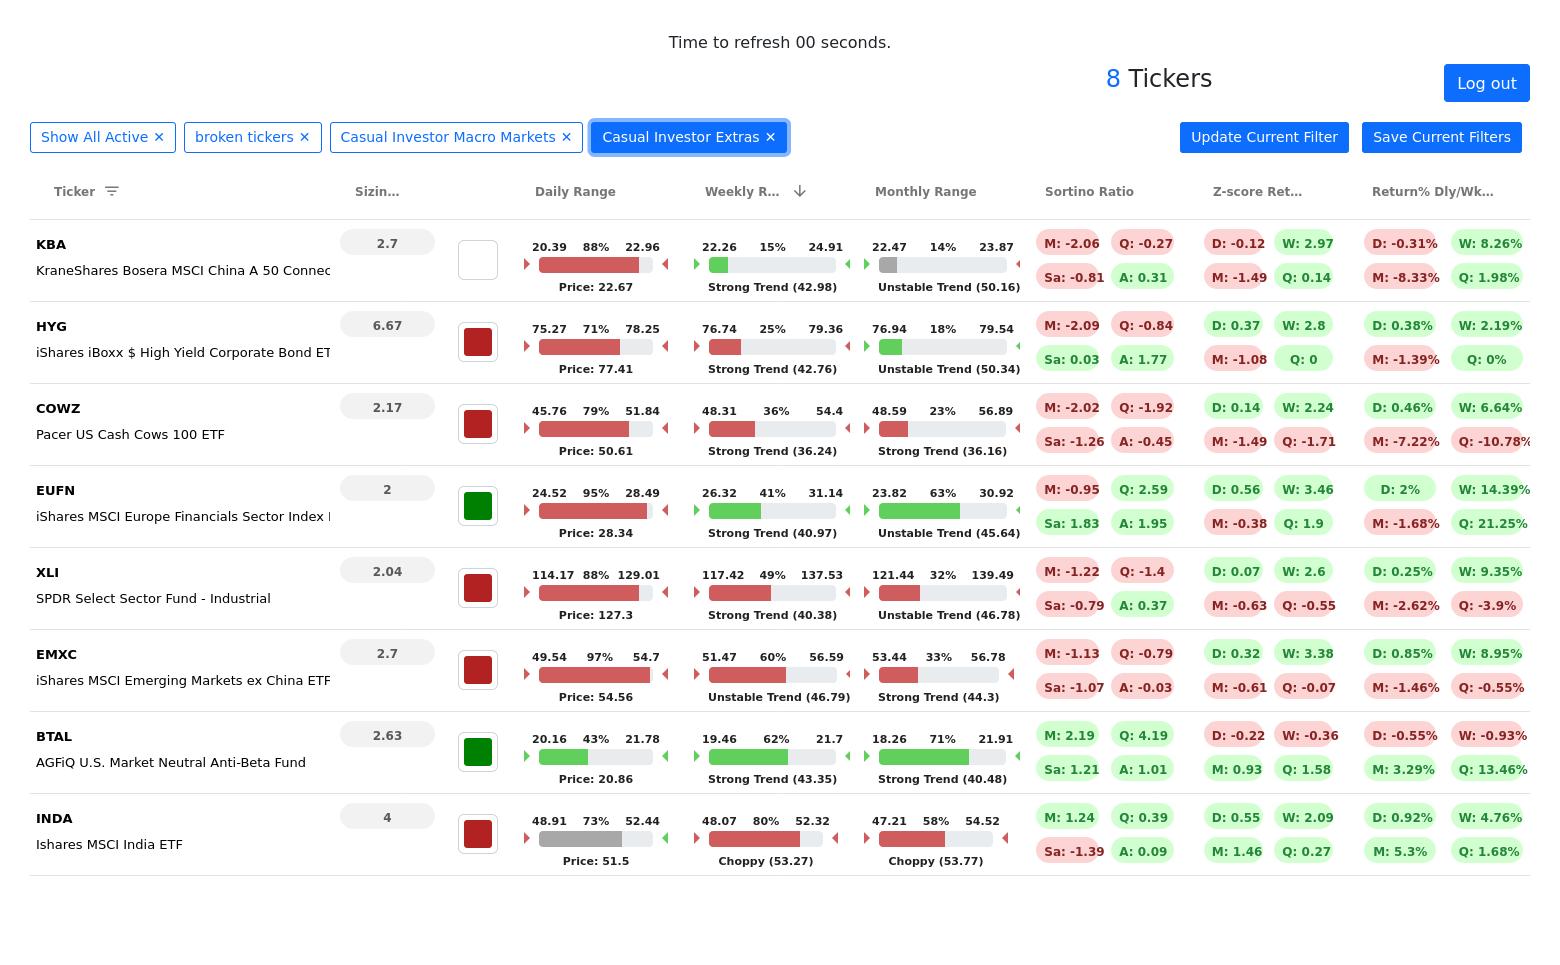 Time to refresh 00 seconds.
8 Tickers
Log out
Show All Active ✕ broken tickers ✕ Casual Investor Macro Markets ✕ Casual Investor Extras ✕ Update Current Filter Save Current Filters
Ticker Sizin… Daily Range Weekly R… Monthly Range Sortino Ratio Z-score Ret… Return% Dly/Wk…
KBA 2.7 20.39 88% 22.96 22.26 15% 24.91 22.47 14% 23.87 M: -2.06 Q: -0.27 D: -0.12 W: 2.97 D: -0.31% W: 8.26%
KraneShares Bosera MSCI China A 50 Connec Sa: -0.81 A: 0.31 M: -1.49 Q: 0.14 M: -8.33% Q: 1.98%
Price: 22.67 Strong Trend (42.98) Unstable Trend (50.16)
HYG 6.67 75.27 71% 78.25 76.74 25% 79.36 76.94 18% 79.54 M: -2.09 Q: -0.84 D: 0.37 W: 2.8 D: 0.38% W: 2.19%
iShares iBoxx $ High Yield Corporate Bond ET Sa: 0.03 A: 1.77 M: -1.08 Q: 0 M: -1.39% Q: 0%
Price: 77.41 Strong Trend (42.76) Unstable Trend (50.34)
COWZ 2.17 45.76 79% 51.84 48.31 36% 54.4 48.59 23% 56.89 M: -2.02 Q: -1.92 D: 0.14 W: 2.24 D: 0.46% W: 6.64%
Pacer US Cash Cows 100 ETF Sa: -1.26 A: -0.45 M: -1.49 Q: -1.71 M: -7.22% Q: -10.78%
Price: 50.61 Strong Trend (36.24) Strong Trend (36.16)
EUFN 2 24.52 95% 28.49 26.32 41% 31.14 23.82 63% 30.92 M: -0.95 Q: 2.59 D: 0.56 W: 3.46 D: 2% W: 14.39%
iShares MSCI Europe Financials Sector Index Sa: 1.83 A: 1.95 M: -0.38 Q: 1.9 M: -1.68% Q: 21.25%
Price: 28.34 Strong Trend (40.97) Unstable Trend (45.64)
XLI 2.04 114.17 88% 129.01 117.42 49% 137.53 121.44 32% 139.49 M: -1.22 Q: -1.4 D: 0.07 W: 2.6 D: 0.25% W: 9.35%
SPDR Select Sector Fund - Industrial Sa: -0.79 A: 0.37 M: -0.63 Q: -0.55 M: -2.62% Q: -3.9%
Price: 127.3 Strong Trend (40.38) Unstable Trend (46.78)
EMXC 2.7 49.54 97% 54.7 51.47 60% 56.59 53.44 33% 56.78 M: -1.13 Q: -0.79 D: 0.32 W: 3.38 D: 0.85% W: 8.95%
iShares MSCI Emerging Markets ex China ETF Sa: -1.07 A: -0.03 M: -0.61 Q: -0.07 M: -1.46% Q: -0.55%
Price: 54.56 Unstable Trend (46.79) Strong Trend (44.3)
BTAL 2.63 20.16 43% 21.78 19.46 62% 21.7 18.26 71% 21.91 M: 2.19 Q: 4.19 D: -0.22 W: -0.36 D: -0.55% W: -0.93%
AGFiQ U.S. Market Neutral Anti-Beta Fund Sa: 1.21 A: 1.01 M: 0.93 Q: 1.58 M: 3.29% Q: 13.46%
Price: 20.86 Strong Trend (43.35) Strong Trend (40.48)
INDA 4 48.91 73% 52.44 48.07 80% 52.32 47.21 58% 54.52 M: 1.24 Q: 0.39 D: 0.55 W: 2.09 D: 0.92% W: 4.76%
Ishares MSCI India ETF Sa: -1.39 A: 0.09 M: 1.46 Q: 0.27 M: 5.3% Q: 1.68%
Price: 51.5 Choppy (53.27) Choppy (53.77)